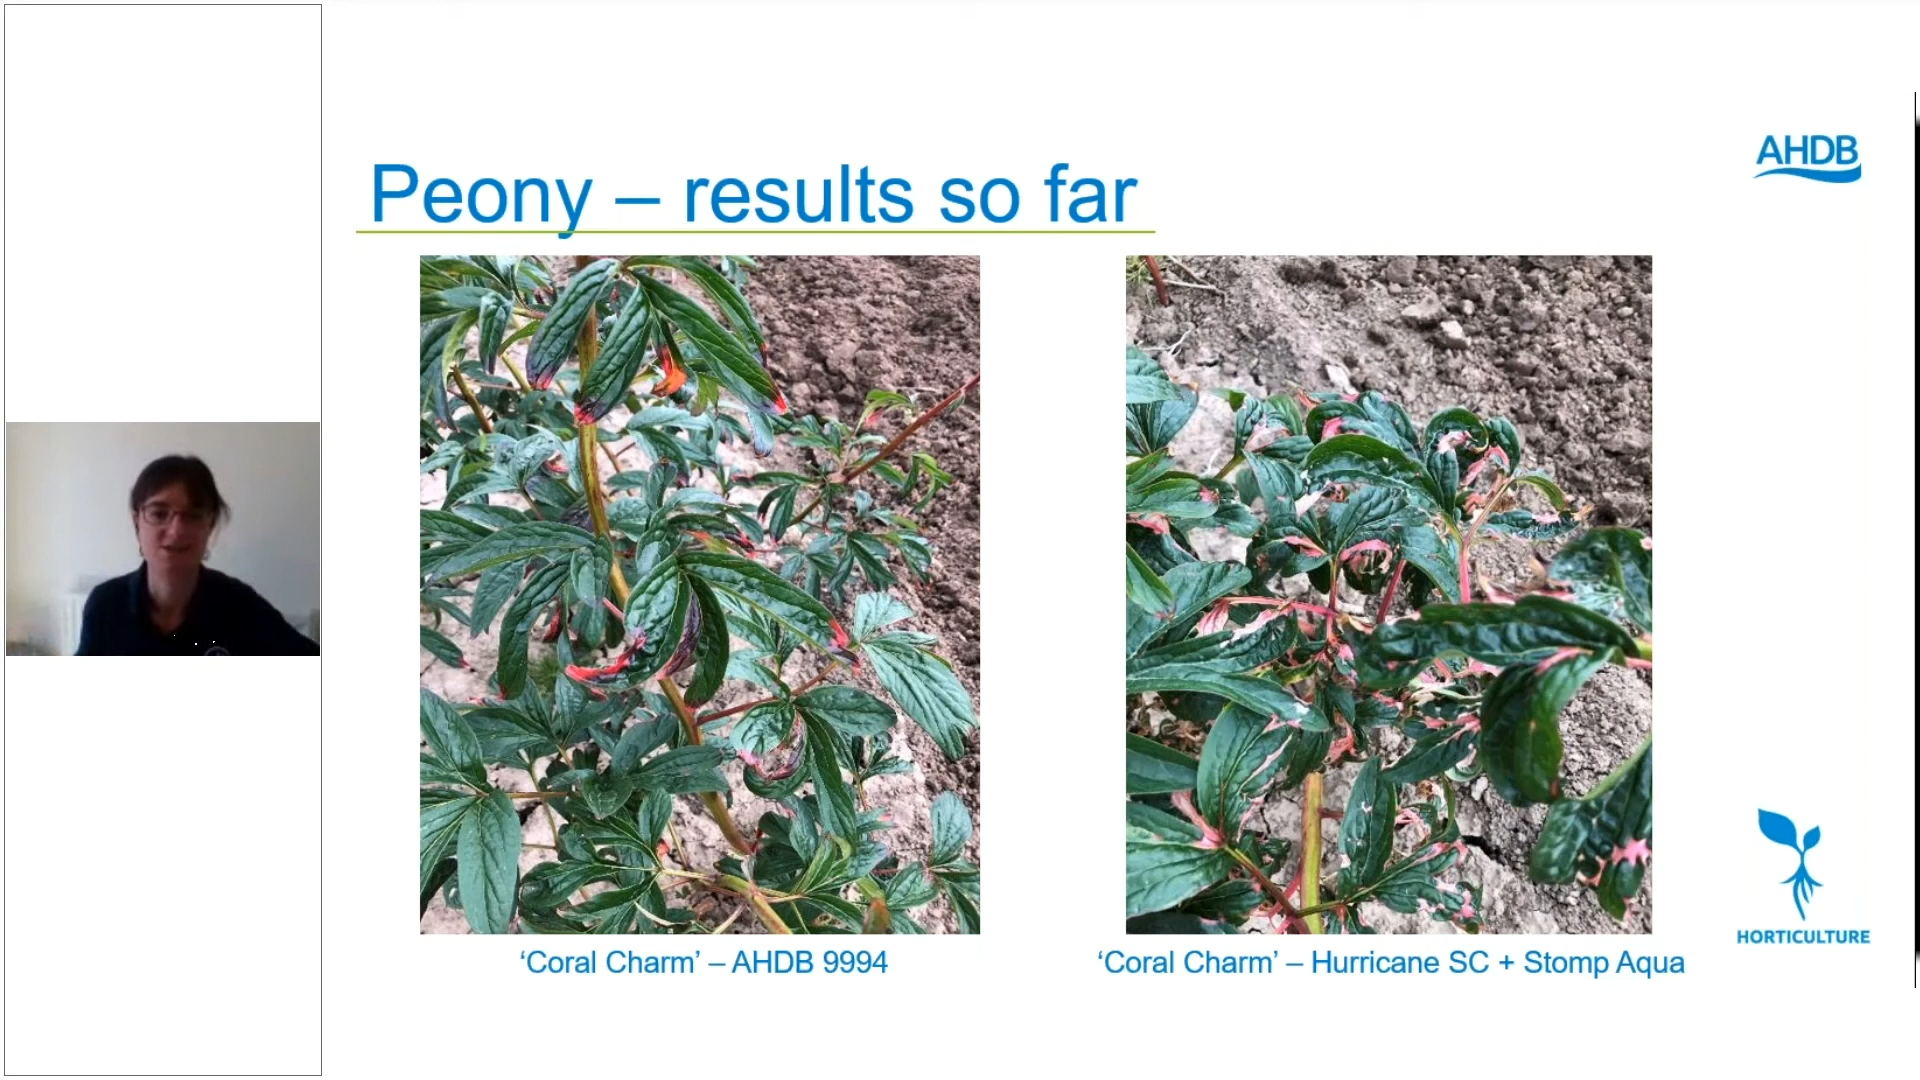 AHDB
Peony – results so far
‘Coral Charm’ – AHDB 9994
‘Coral Charm’ – Hurricane SC + Stomp Aqua
HORTICULTURE